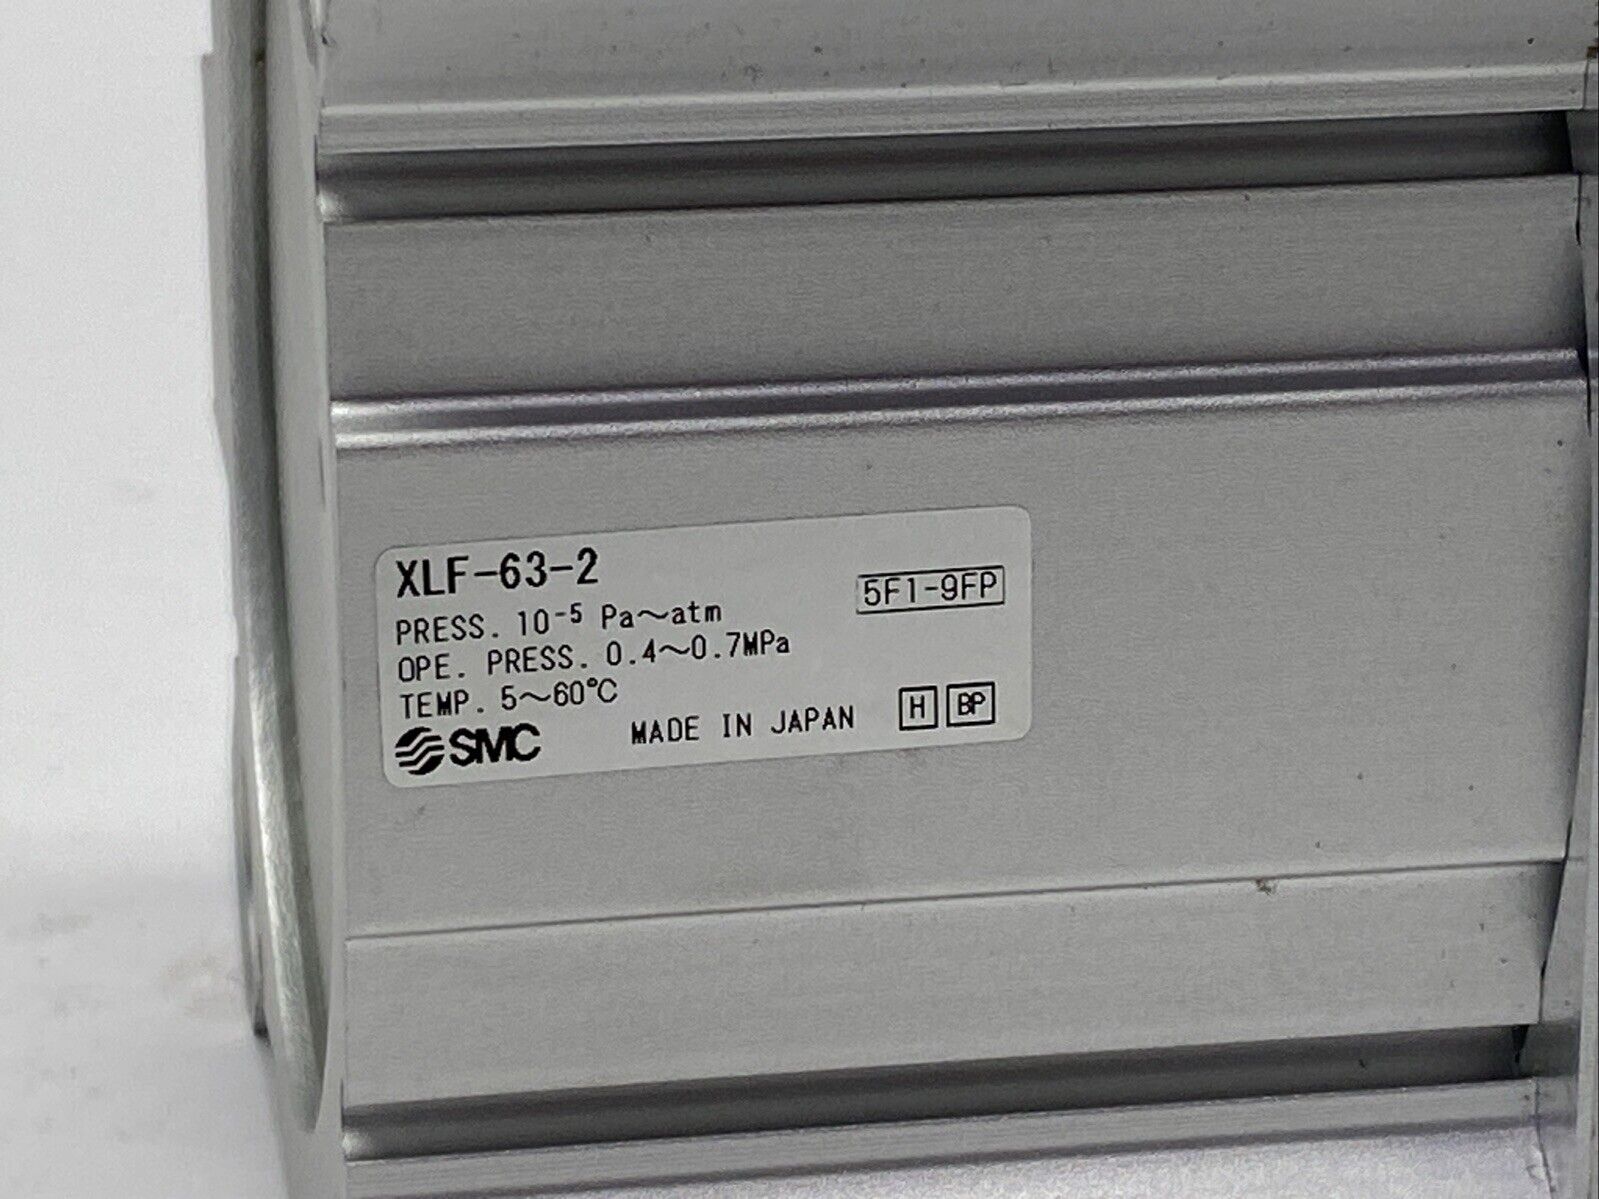 XLF-63-2
5F1-9FP
PRESS. 10⁻⁵ Pa～atm
OPE. PRESS. 0.4～0.7MPa
TEMP. 5～60℃
SMC MADE IN JAPAN H BP